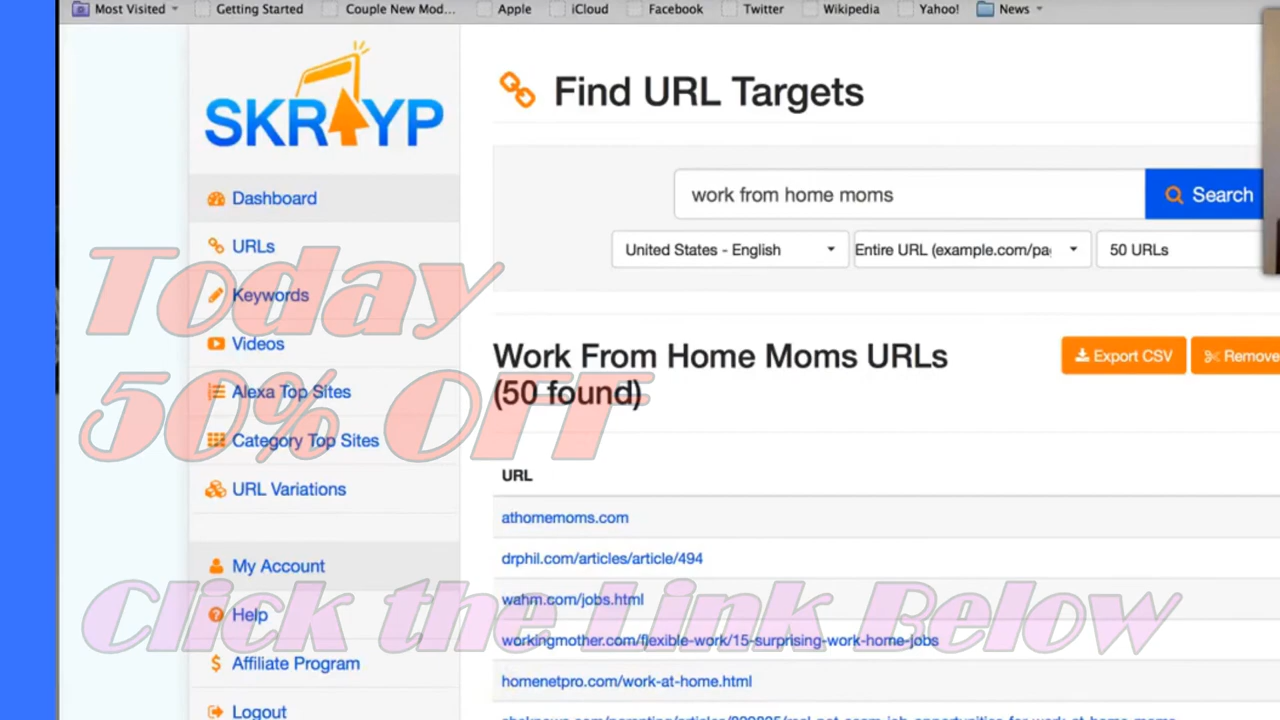 Most Visited
Getting Started
Couple New Mod...
Apple
iCloud
Facebook
Twitter
Wikipedia
Yahoo!
News
SKRAYP
Find URL Targets
work from home moms
Search
United States - English
Entire URL (example.com/pa
50 URLs
Dashboard
URLs
Keywords
Videos
Alexa Top Sites
Category Top Sites
URL Variations
My Account
Help
Affiliate Program
Logout
Today
50% Off
Click the Link Below
Work From Home Moms URLs
(50 found)
Export CSV
Remove
URL
athomemoms.com
drphil.com/articles/article/494
wahm.com/jobs.html
workingmother.com/flexible-work/15-surprising-work-home-jobs
homenetpro.com/work-at-home.html